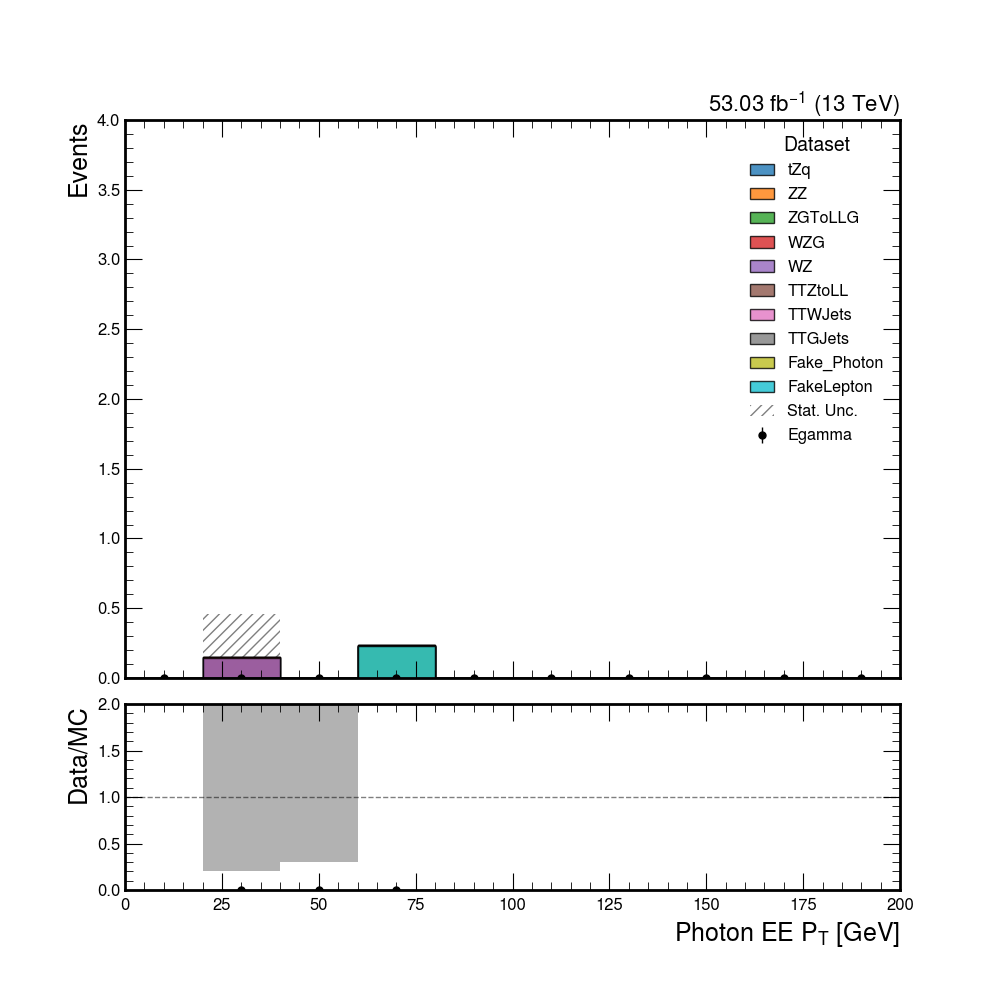 53.03 fb⁻¹ (13 TeV)
Events
4.0
3.5
3.0
2.5
2.0
1.5
1.0
0.5
0.0
Dataset
tZq
ZZ
ZGToLLG
WZG
WZ
TTZtoLL
TTWJets
TTGJets
Fake_Photon
FakeLepton
Stat. Unc.
Egamma
Data/MC
2.0
1.5
1.0
0.5
0.0
0 25 50 75 100 125 150 175 200
Photon EE P_T [GeV]